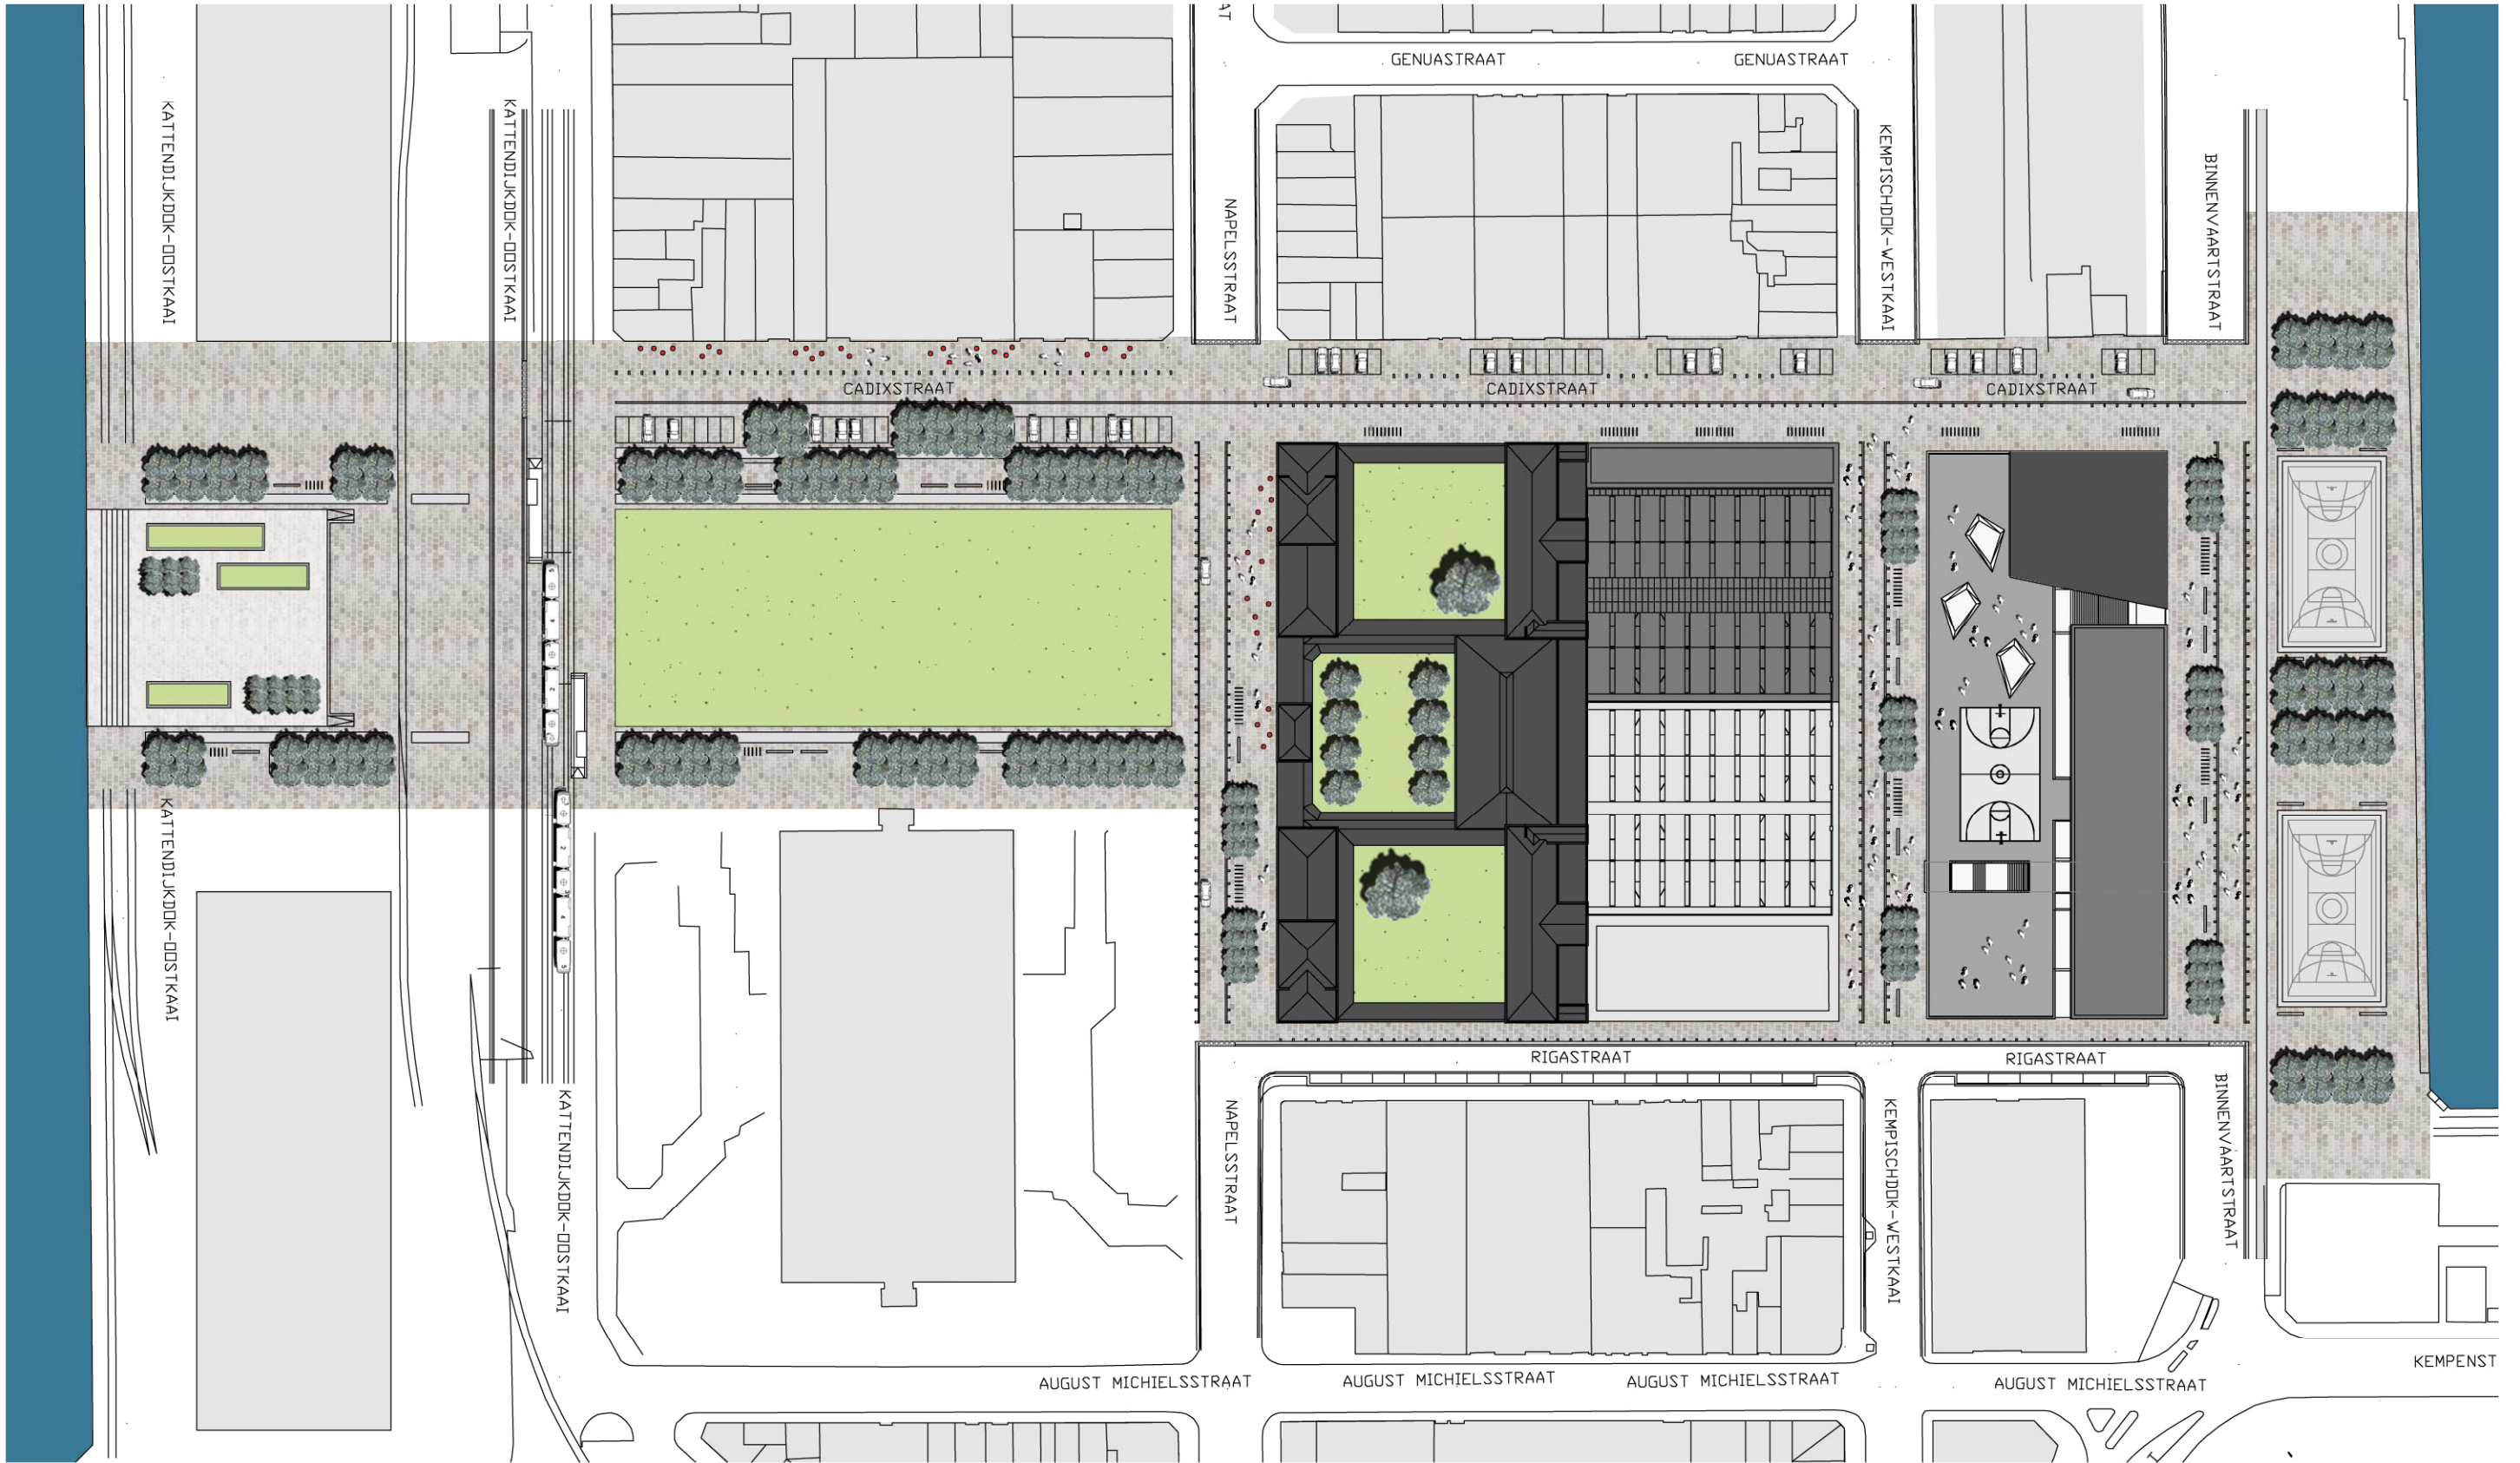 GENUASTRAAT
GENUASTRAAT
KATTENDIJKDOK-OOSTKAAI
KATTENDIJKDOK-OOSTKAAI
AT
NAPELSSTRAAT
KEMPISCHDOK-WESTKAAI
BINNENVAARTSTRAAT
CADIXSTRAAT
CADIXSTRAAT
CADIXSTRAAT
KATTENDIJKDOK-OOSTKAAI
RIGASTRAAT
RIGASTRAAT
KATTENDIJKDOK-OOSTKAAI
NAPELSSTRAAT
KEMPISCHDOK-WESTKAAI
BINNENVAARTSTRAAT
KEMPENST
AUGUST MICHIELSSTRAAT
AUGUST MICHIELSSTRAAT
AUGUST MICHIELSSTRAAT
AUGUST MICHIELSSTRAAT